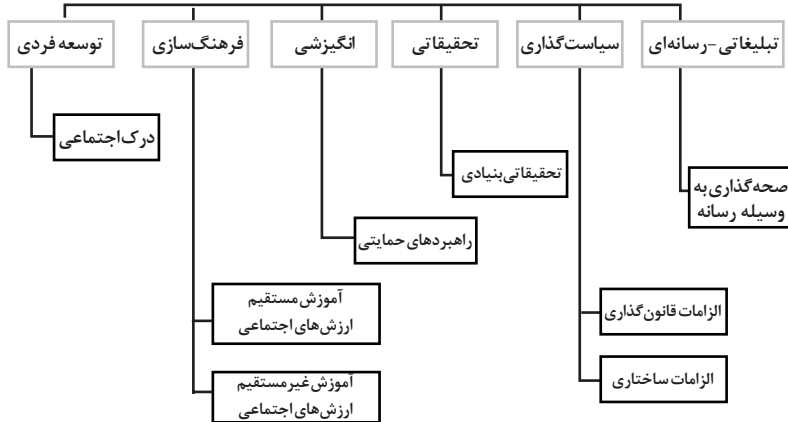 تبلیغاتی-رسانه‌ای
سیاست‌گذاری
تحقیقاتی
انگیزشی
فرهنگ‌سازی
توسعه فردی
درک اجتماعی
تحقیقاتی بنیادی
صحه‌گذاری به
وسیله رسانه
راهبردهای حمایتی
آموزش مستقیم
ارزش‌های اجتماعی
الزامات قانون‌گذاری
آموزش غیرمستقیم
ارزش‌های اجتماعی
الزامات ساختاری